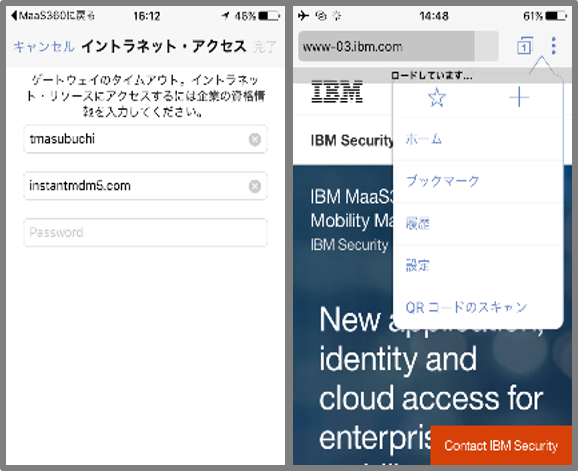 MaaS360に戻る 16:12 46%
キャンセル イントラネット・アクセス 完了
ゲートウェイのタイムアウト。イントラネッ
ト・リソースにアクセスするには企業の資格情
報を入力してください。
tmasubuchi
instantmdm5.com
Password
14:48 61%
www-03.ibm.com 1
ロードしています...
IBM
IBM Security
ホーム
ブックマーク
履歴
設定
QRコードのスキャン
IBM MaaS3
Mobility Ma
IBM Security
New application,
identity and
cloud access for
enterpris
Contact IBM Security